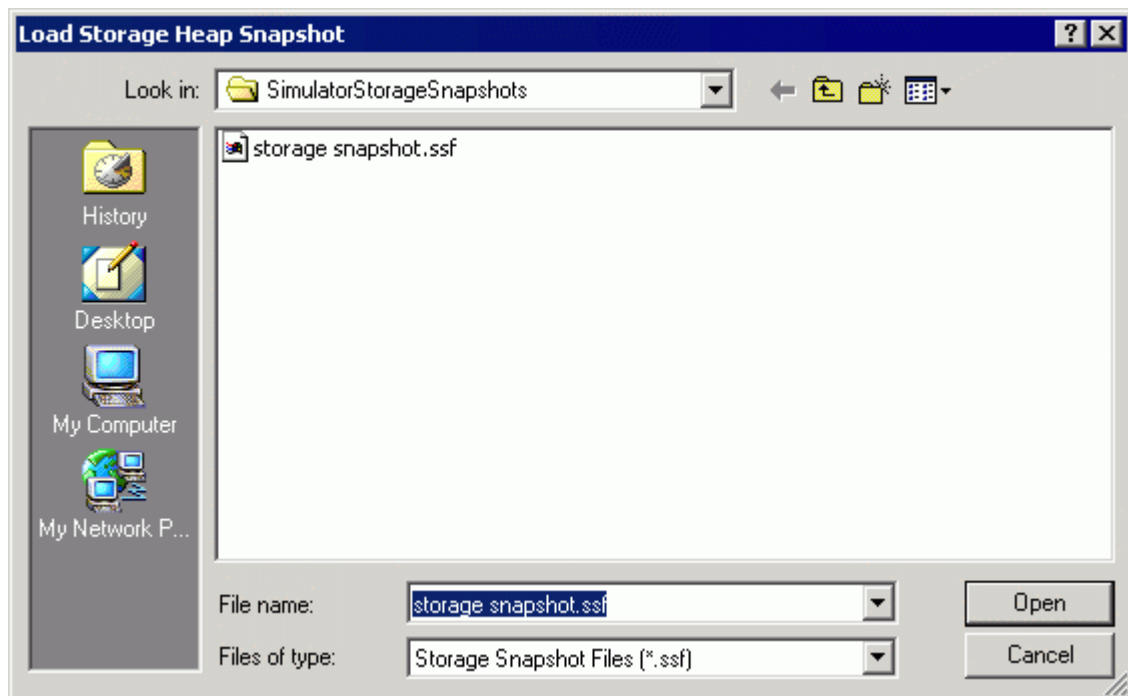 Load Storage Heap Snapshot
Look in: SimulatorStorageSnapshots
storage snapshot.ssf
History
Desktop
My Computer
My Network P...
File name: storage snapshot.ssf Open
Files of type: Storage Snapshot Files (*.ssf) Cancel